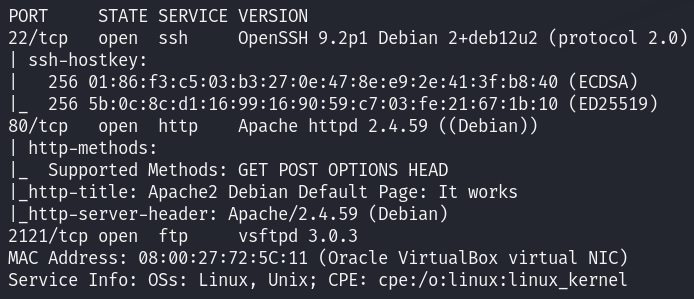 PORT     STATE SERVICE VERSION
22/tcp   open  ssh     OpenSSH 9.2p1 Debian 2+deb12u2 (protocol 2.0)
| ssh-hostkey:
|   256 01:86:f3:c5:03:b3:27:0e:47:8e:e9:2e:41:3f:b8:40 (ECDSA)
|_  256 5b:0c:8c:d1:16:99:16:90:59:c7:03:fe:21:67:1b:10 (ED25519)
80/tcp   open  http    Apache httpd 2.4.59 ((Debian))
| http-methods:
|_  Supported Methods: GET POST OPTIONS HEAD
|_http-title: Apache2 Debian Default Page: It works
|_http-server-header: Apache/2.4.59 (Debian)
2121/tcp open  ftp     vsftpd 3.0.3
MAC Address: 08:00:27:72:5C:11 (Oracle VirtualBox virtual NIC)
Service Info: OSs: Linux, Unix; CPE: cpe:/o:linux:linux_kernel